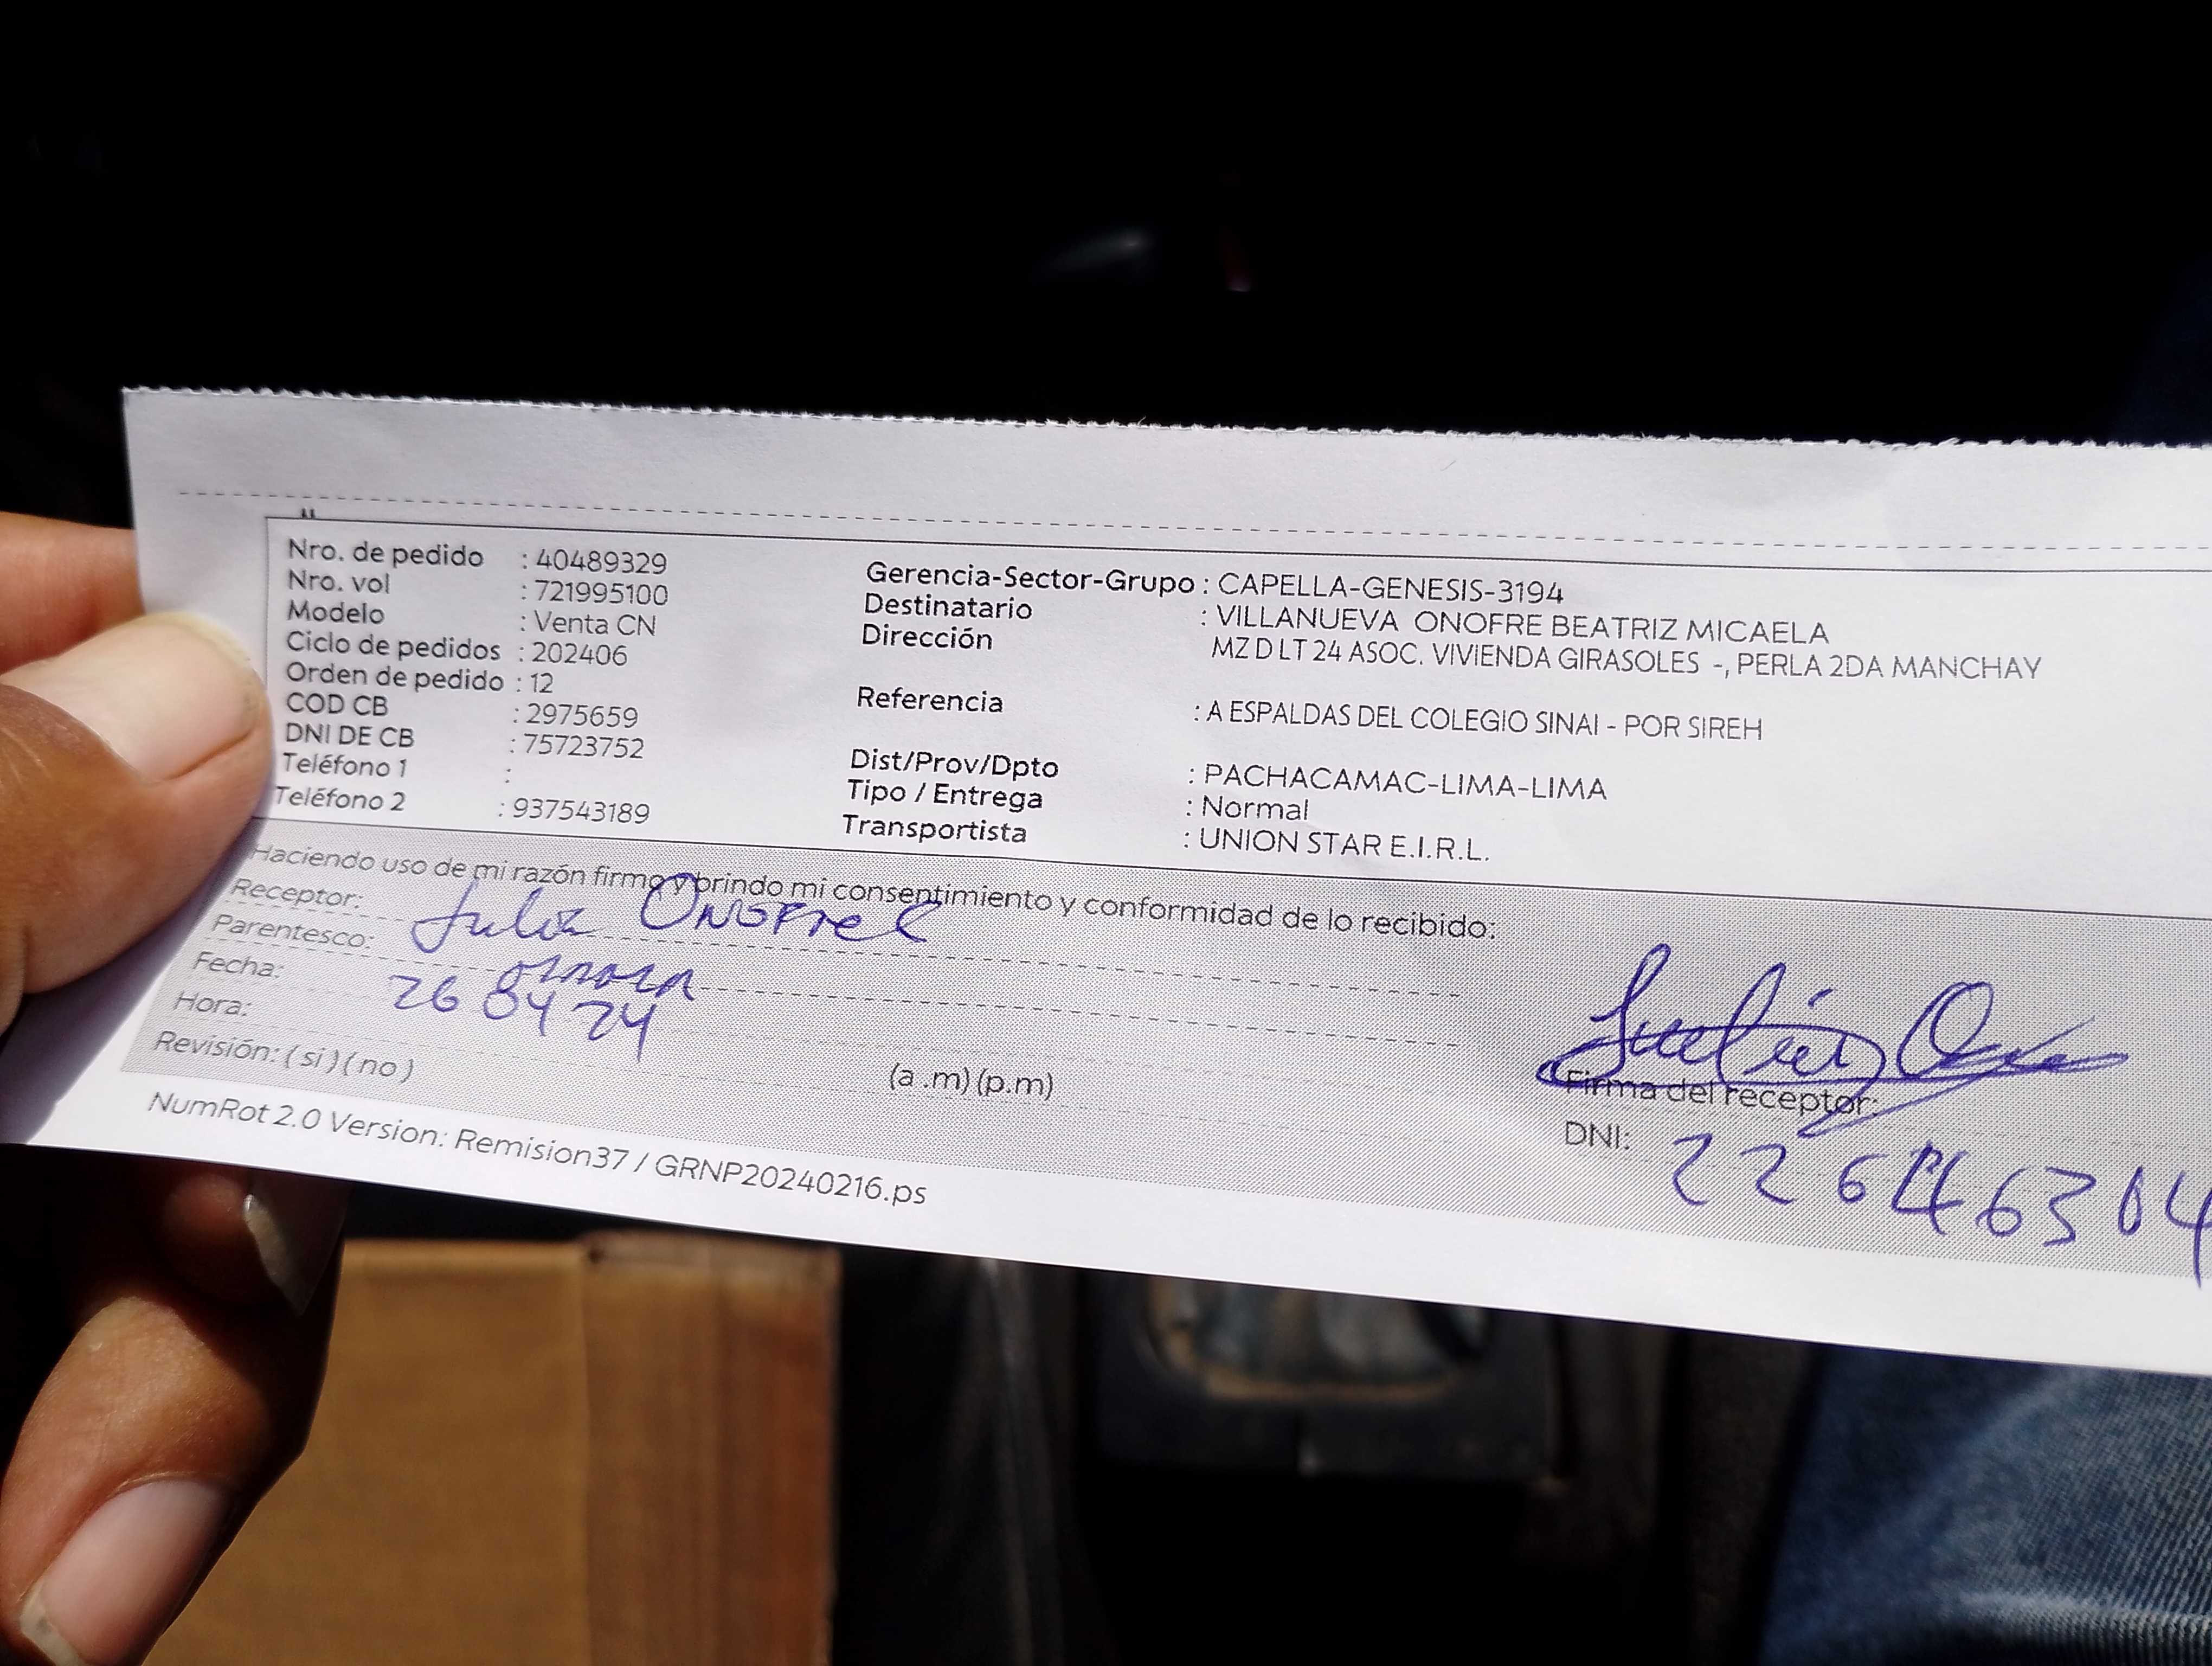 Nro. de pedido : 40489329
Nro. vol : 721995100
Modelo : Venta CN
Ciclo de pedidos : 202406
Orden de pedido : 12
COD CB : 2975659
DNI DE CB : 75723752
Teléfono 1 :
Teléfono 2 : 937543189
Gerencia-Sector-Grupo : CAPELLA-GENESIS-3194
Destinatario : VILLANUEVA ONOFRE BEATRIZ MICAELA
Dirección MZ D LT 24 ASOC. VIVIENDA GIRASOLES -, PERLA 2DA MANCHAY
Referencia : A ESPALDAS DEL COLEGIO SINAI - POR SIREH
Dist/Prov/Dpto : PACHACAMAC-LIMA-LIMA
Tipo / Entrega : Normal
Transportista : UNION STAR E.I.R.L.
Haciendo uso de mi razón firmo y brindo mi consentimiento y conformidad de lo recibido:
Receptor: Julia Onofre
Parentesco:
Fecha: 26 04 24
Hora: (a .m) (p.m)
Revisión: ( si ) ( no )
Firma del receptor:
DNI: 22646304
NumRot 2.0 Version: Remision37 / GRNP20240216.ps